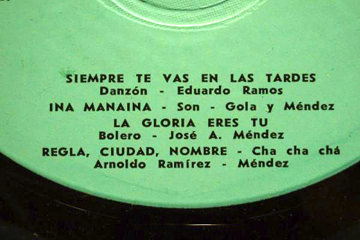 SIEMPRE TE VAS EN LAS TARDES
Danzón - Eduardo Ramos
INA MANAINA - Son - Gola y Méndez
LA GLORIA ERES TU
Bolero - José A. Méndez
REGLA, CIUDAD, NOMBRE - Cha cha chá
Arnoldo Ramírez - Méndez